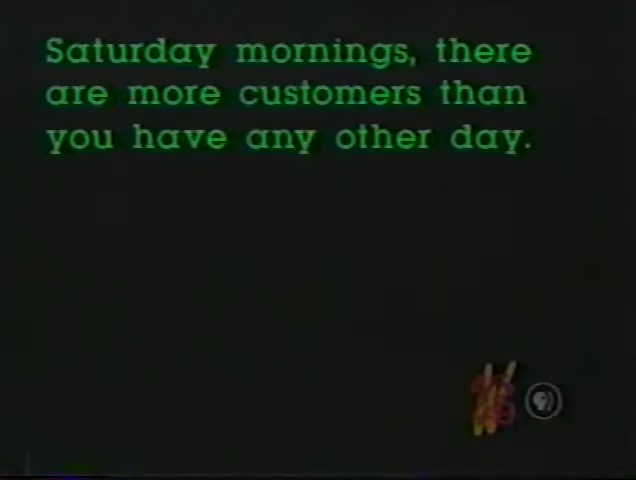 Saturday mornings, there
are more customers than
you have any other day.